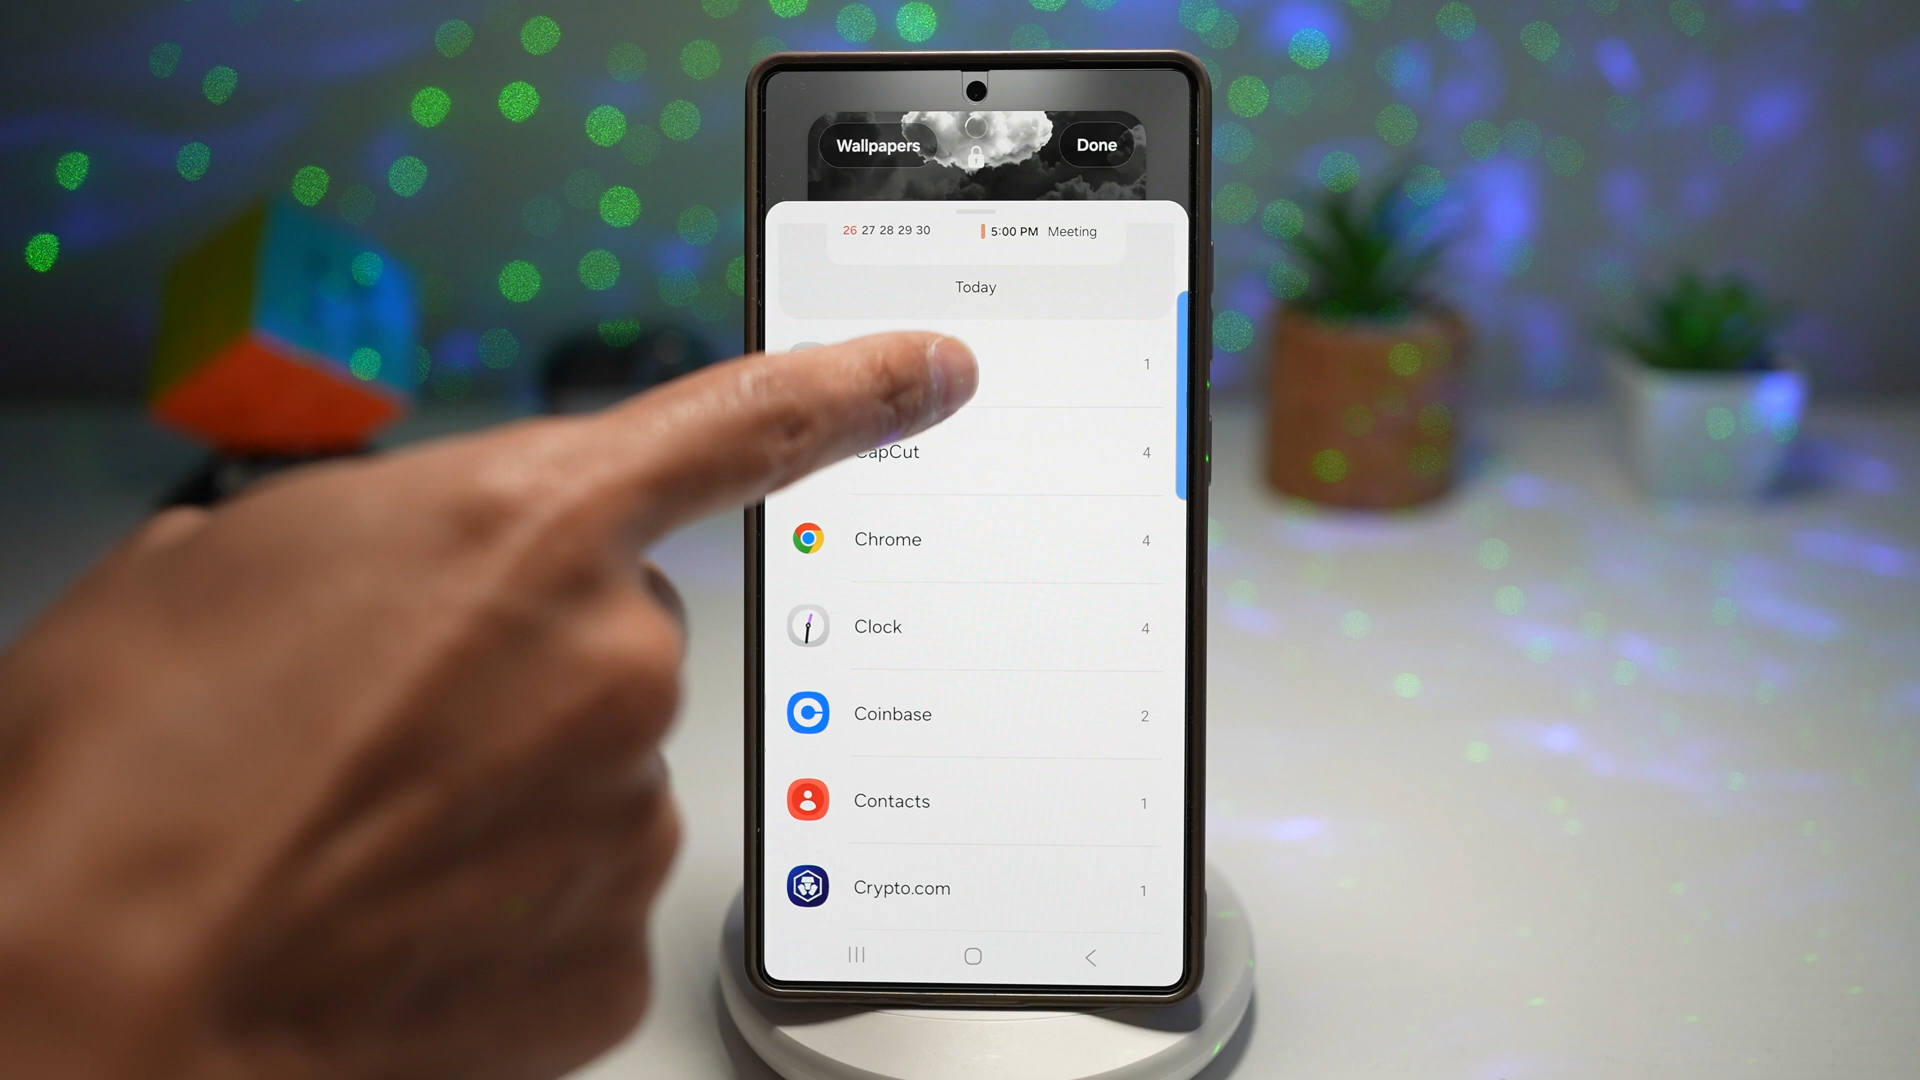 Wallpapers
Done
26 27 28 29 30
5:00 PM Meeting
Today
1
CapCut 4
Chrome 4
Clock 4
Coinbase 2
Contacts 1
Crypto.com 1